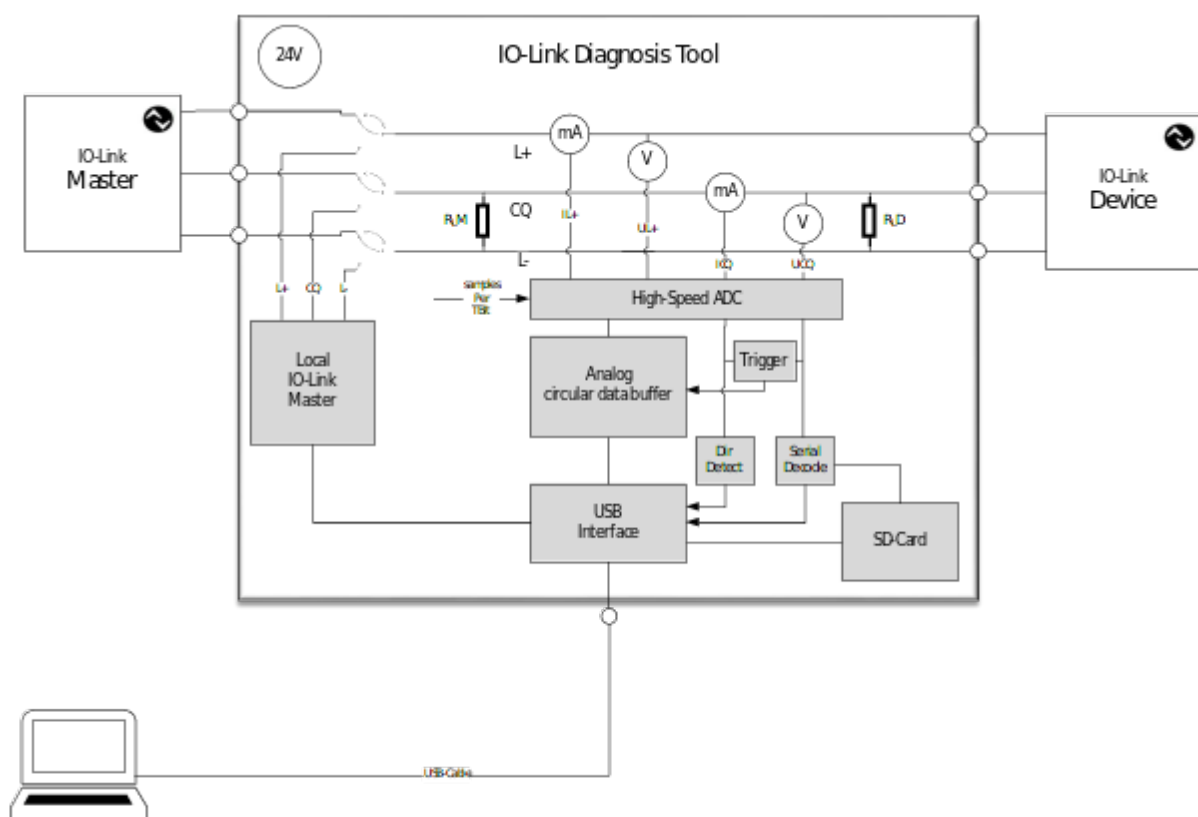 24V
IO-Link Diagnosis Tool
IO-Link
Master
IO-Link
Device
mA
V
L+
mA
V
CQ
L-
RLM
RLD
IL+
UL+
ICQ
UCQ
L+
CQ
L-
samples
Per
TBit
High-Speed ADC
Local
IO-Link
Master
Analog
circular data buffer
Trigger
Dir
Detect
Serial
Decode
USB
Interface
SD-Card
USB-Cable